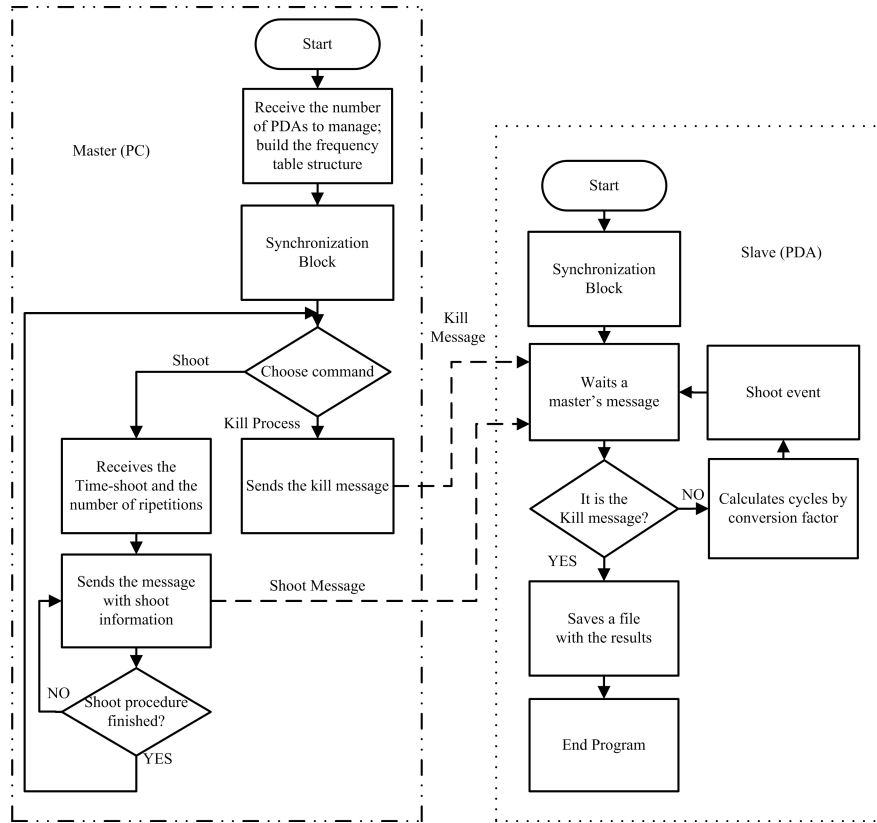 Start
Receive the number
of PDAs to manage;
build the frequency
table structure
Master (PC)
Synchronization
Block
Choose command
Shoot
Kill Process
Receives the
Time-shoot and the
number of ripetitions
Sends the kill message
Sends the message
with shoot
information
Shoot procedure
finished?
NO
YES
Kill
Message
Shoot Message
Start
Slave (PDA)
Synchronization
Block
Waits a
master's message
Shoot event
It is the
Kill message?
NO
Calculates cycles by
conversion factor
YES
Saves a file
with the results
End Program